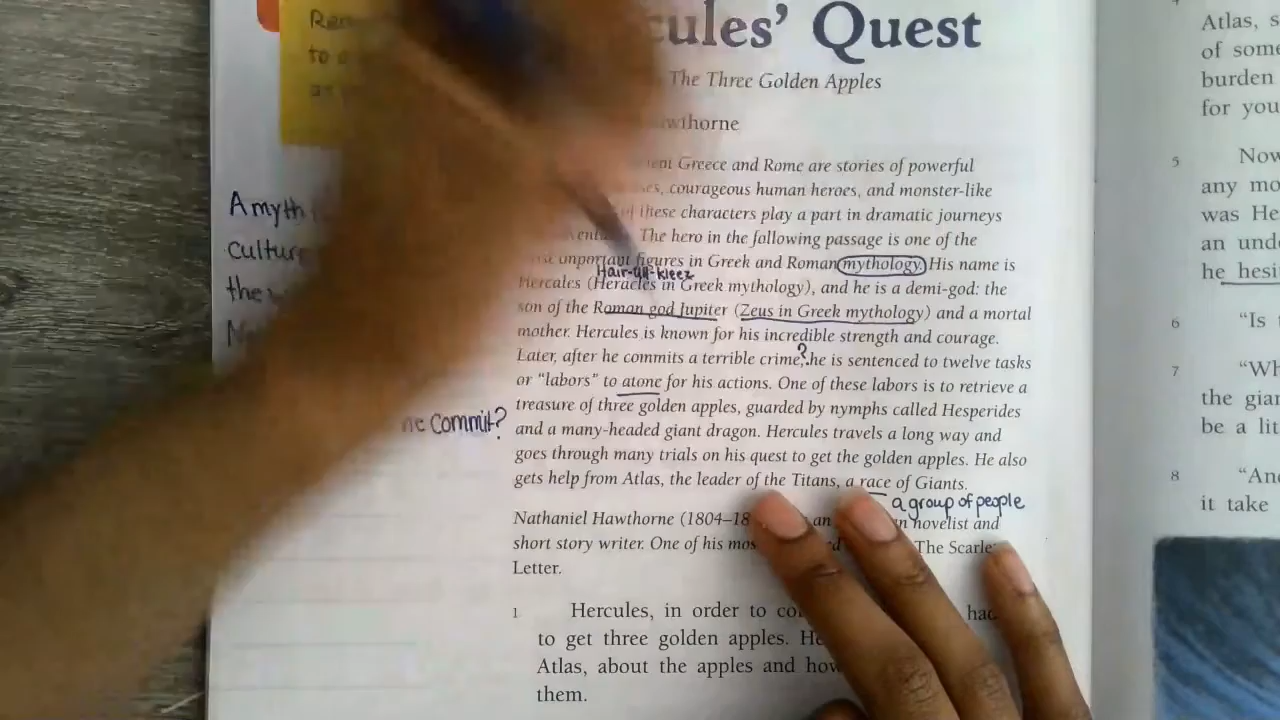 to
cules' Quest
The Three Golden Apples
wthorne
ent Greece and Rome are stories of powerful
es, courageous human heroes, and monster-like
of these characters play a part in dramatic journeys
The hero in the following passage is one of the
important figures in Greek and Roman mythology. His name is
Hair-uh-kleez
Hercules (Heracles in Greek mythology), and he is a demi-god: the
son of the Roman god Jupiter (Zeus in Greek mythology) and a mortal
mother. Hercules is known for his incredible strength and courage.
Later, after he commits a terrible crime,? he is sentenced to twelve tasks
or "labors" to atone for his actions. One of these labors is to retrieve a
treasure of three golden apples, guarded by nymphs called Hesperides
and a many-headed giant dragon. Hercules travels a long way and
goes through many trials on his quest to get the golden apples. He also
gets help from Atlas, the leader of the Titans, a race of Giants.
a group of people
Nathaniel Hawthorne (1804–18 an n novelist and
short story writer. One of his mos The Scarle
Letter.
1 Hercules, in order to co had
to get three golden apples. He
Atlas, about the apples and how
them.
A myth
culture
the
he commit?
4
Atlas, s
of some
burden
for you
5 Now
any mo
was He
an unde
he hesi
6 "Is
7 "Wh
the gian
be a lit
8 "And
it take